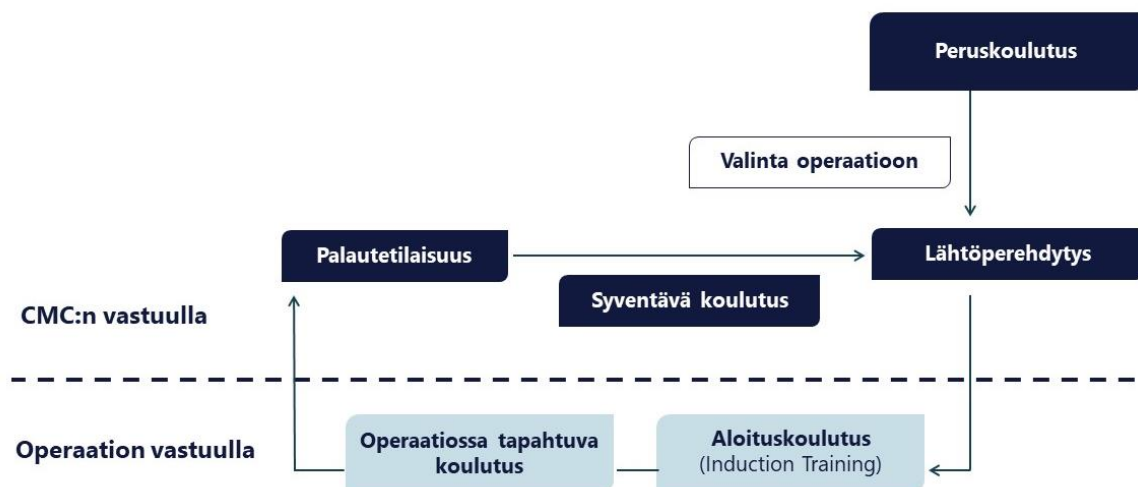 Peruskoulutus
Valinta operaatioon
Palautetilaisuus
Lähtöperehdytys
Syventävä koulutus
CMC:n vastuulla
Operaation vastuulla
Operaatiossa tapahtuva
koulutus
Aloituskoulutus
(Induction Training)